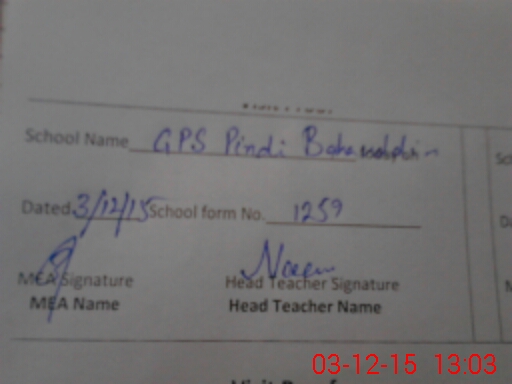 School Name GPS Pindi
Dated 3/12/15 School form No. 1259
Naeem
MEA Signature Head Teacher Signature
MEA Name Head Teacher Name
03-12-15 13:03